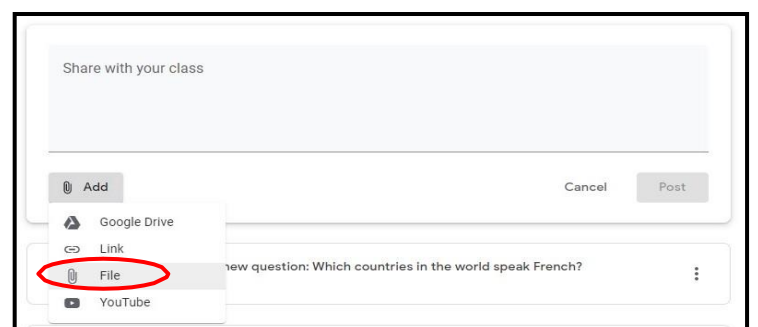 Share with your class
Add
Cancel
Post
Google Drive
Link
new question: Which countries in the world speak French?
File
YouTube